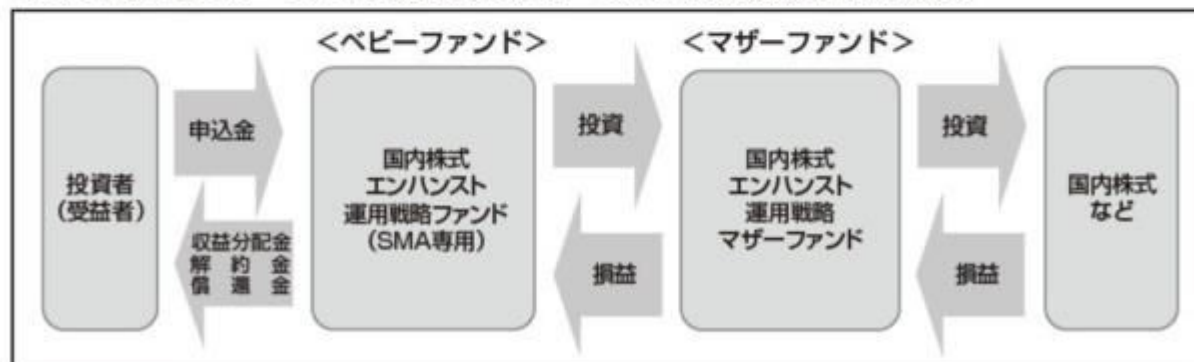 <ベビーファンド>
<マザーファンド>
投資者
(受益者)
申込金
収益分配金
解約金
償還金
国内株式
エンハンスト
運用戦略ファンド
(SMA専用)
投資
損益
国内株式
エンハンスト
運用戦略
マザーファンド
投資
損益
国内株式
など